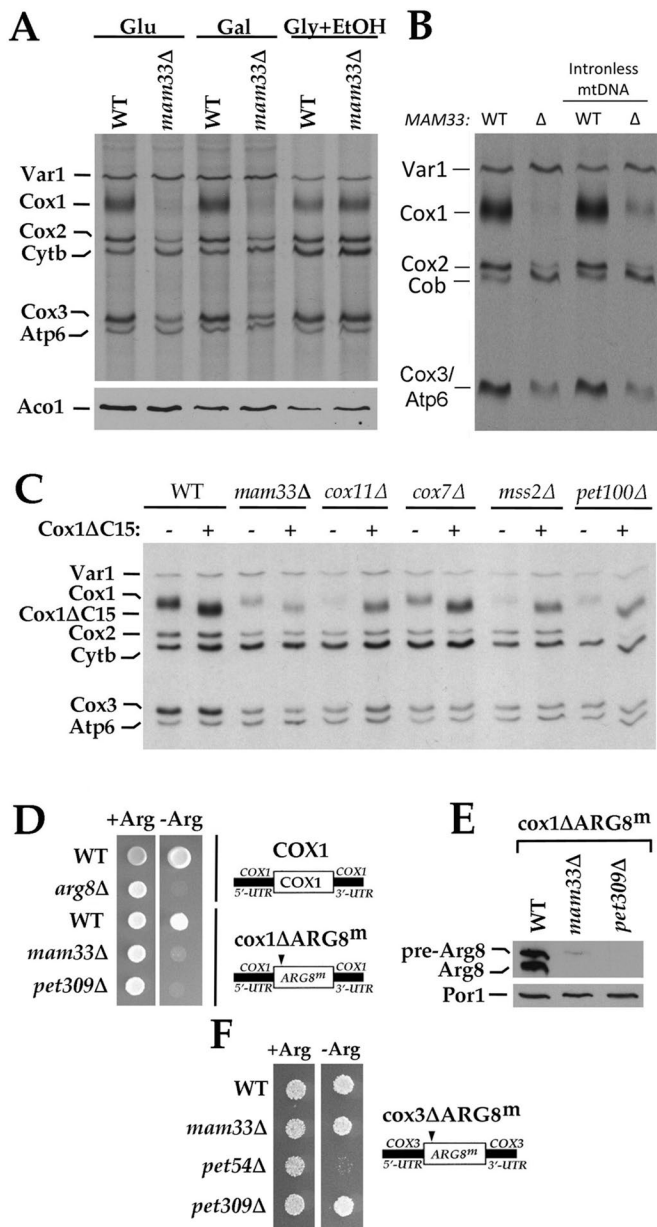 A
Glu Gal Gly+EtOH
WT mam33Δ WT mam33Δ WT mam33Δ
Var1
Cox1
Cox2
Cytb
Cox3
Atp6
Aco1
B
Intronless
mtDNA
MAM33: WT Δ WT Δ
Var1
Cox1
Cox2
Cob
Cox3/
Atp6
C
WT mam33Δ cox11Δ cox7Δ mss2Δ pet100Δ
Cox1ΔC15: - + - + - + - + - + - +
Var1
Cox1
Cox1ΔC15
Cox2
Cytb
Cox3
Atp6
D
+Arg -Arg
WT
arg8Δ
WT
mam33Δ
pet309Δ
COX1
COX1 COX1 COX1
5'-UTR 3'-UTR
cox1ΔARG8m
COX1 ARG8m COX1
5'-UTR 3'-UTR
E
cox1ΔARG8m
WT mam33Δ pet309Δ
pre-Arg8
Arg8
Por1
F
+Arg -Arg
WT
mam33Δ
pet54Δ
pet309Δ
cox3ΔARG8m
COX3 ARG8m COX3
5'-UTR 3'-UTR